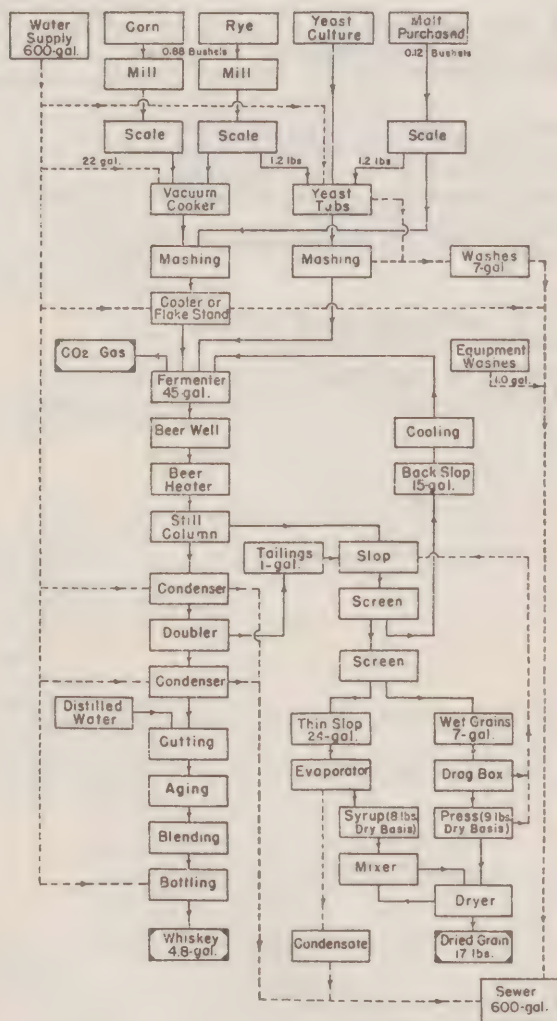 Water
Supply
600-gal.
Corn
Rye
Yeast
Culture
Malt
Purchased
0.88 Bushels
0.12 Bushels
Mill
Mill
Scale
Scale
Scale
22 gal.
1.2 lbs
1.2 lbs
Vacuum
Cooker
Yeast
Tubs
Mashing
Mashing
Washes
7-gal
Cooler or
Flake Stand
CO2 Gas
Equipment
Washes
1.0 gal.
Fermenter
45-gal.
Cooling
Beer Well
Back Slop
15-gal.
Beer
Heater
Still
Column
Tailings
1-gal.
Slop
Condenser
Screen
Doubler
Screen
Condenser
Distilled
Water
Thin Slop
24-gal.
Wet Grains
7-gal.
Cutting
Evaporator
Drag Box
Aging
Syrup (8 lbs.
Dry Basis)
Press (9 lbs.
Dry Basis)
Blending
Mixer
Bottling
Dryer
Whiskey
4.8-gal.
Condensate
Dried Grain
17 lbs.
Sewer
600-gal.